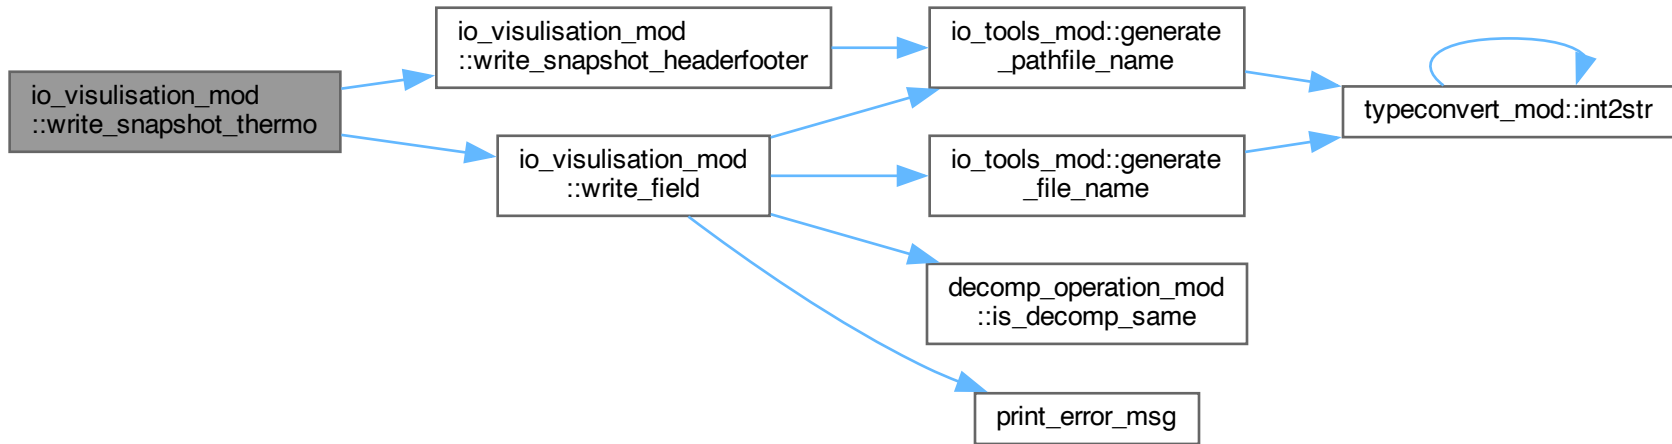 io_visulisation_mod
::write_snapshot_thermo
io_visulisation_mod
::write_snapshot_headerfooter
io_visulisation_mod
::write_field
io_tools_mod::generate
_pathfile_name
io_tools_mod::generate
_file_name
decomp_operation_mod
::is_decomp_same
print_error_msg
typeconvert_mod::int2str